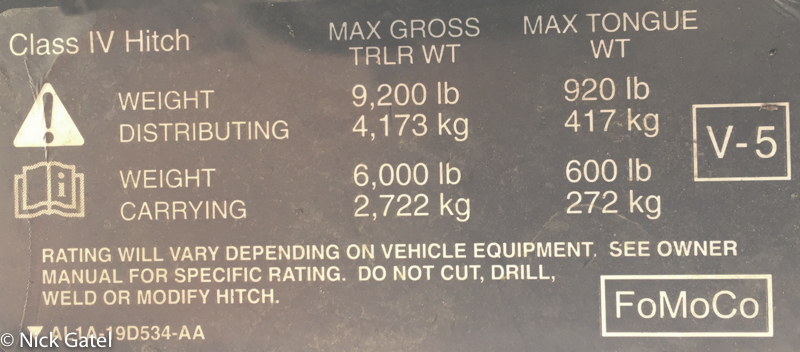 Class IV Hitch
MAX GROSS
TRLR WT
MAX TONGUE
WT
WEIGHT
DISTRIBUTING
9,200 lb
4,173 kg
920 lb
417 kg
V-5
WEIGHT
CARRYING
6,000 lb
2,722 kg
600 lb
272 kg
RATING WILL VARY DEPENDING ON VEHICLE EQUIPMENT. SEE OWNER
MANUAL FOR SPECIFIC RATING. DO NOT CUT, DRILL,
WELD OR MODIFY HITCH.
FoMoCo
AL1A-19D534-AA
© Nick Gatel